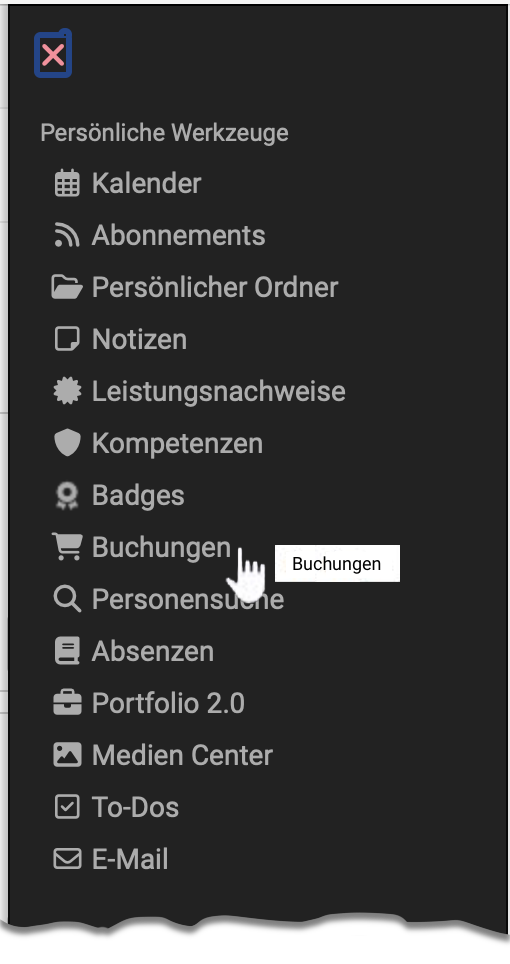 Persönliche Werkzeuge
Kalender
Abonnements
Persönlicher Ordner
Notizen
Leistungsnachweise
Kompetenzen
Badges
Buchungen
Buchungen
Personensuche
Absenzen
Portfolio 2.0
Medien Center
To-Dos
E-Mail